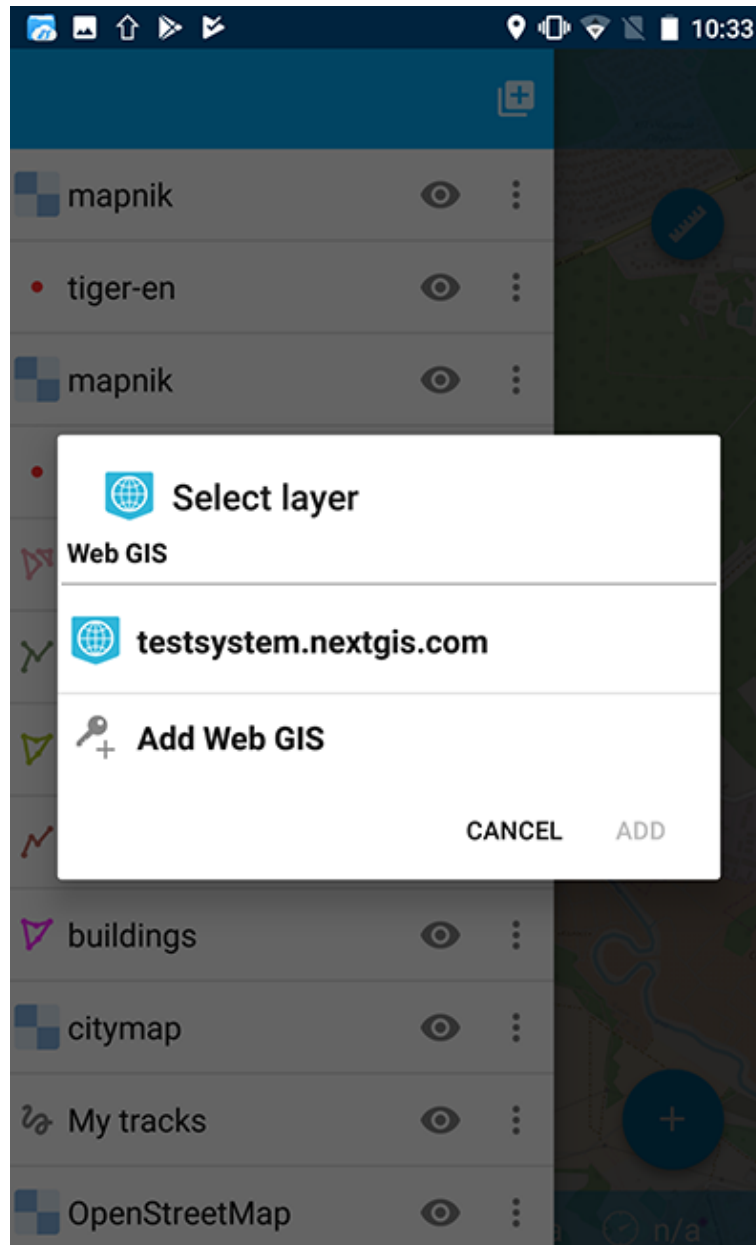 10:33
mapnik
tiger-en
mapnik
Select layer
Web GIS
testsystem.nextgis.com
Add Web GIS
CANCEL ADD
buildings
citymap
My tracks
OpenStreetMap
n/a